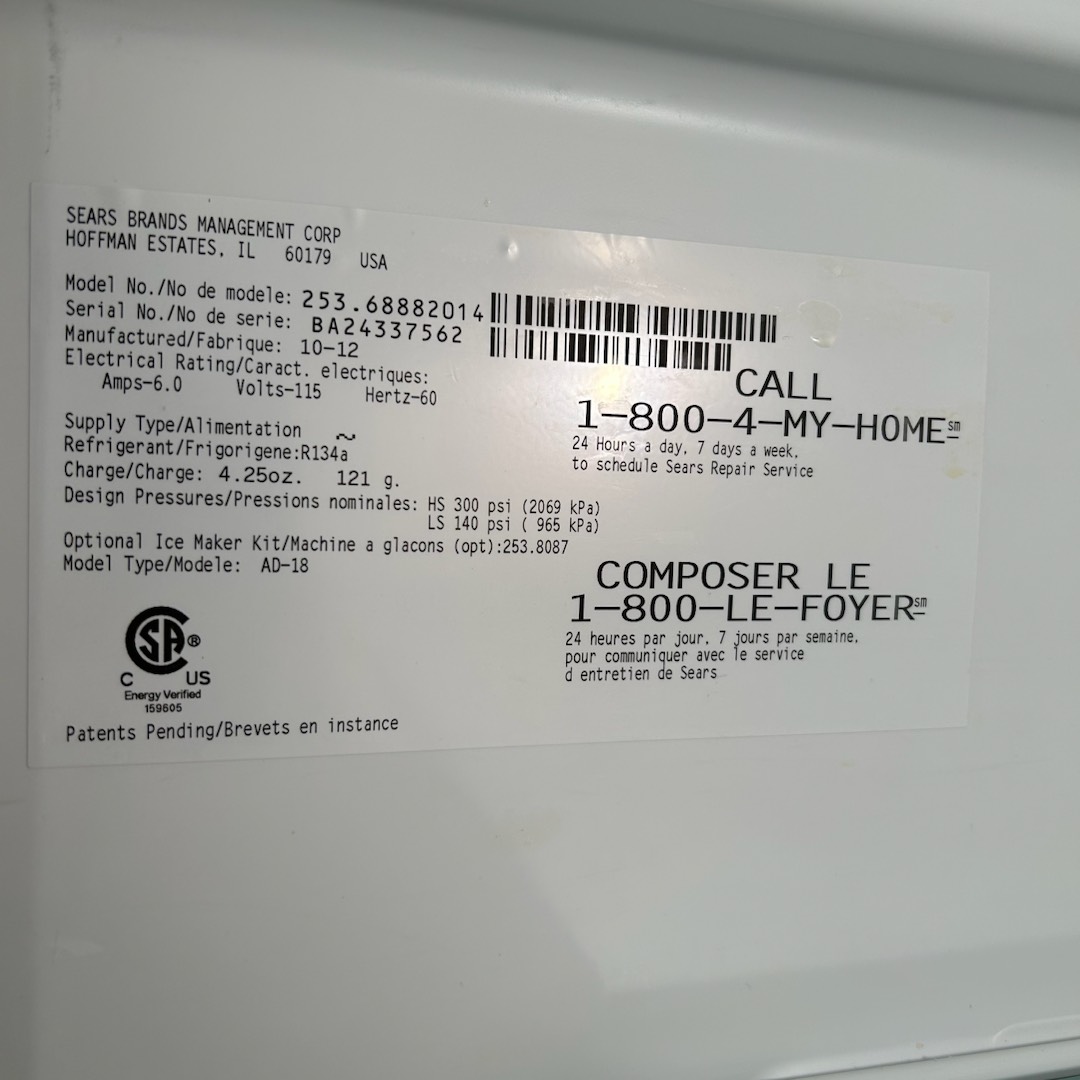 SEARS BRANDS MANAGEMENT CORP
HOFFMAN ESTATES, IL 60179 USA
Model No./No de modele: 253.68882014
Serial No./No de serie: BA24337562
Manufactured/Fabrique: 10-12
Electrical Rating/Caract. electriques:
Amps-6.0 Volts-115 Hertz-60
Supply Type/Alimentation ~
Refrigerant/Frigorigene:R134a
Charge/Charge: 4.25oz. 121 g.
Design Pressures/Pressions nominales: HS 300 psi (2069 kPa)
LS 140 psi ( 965 kPa)
Optional Ice Maker Kit/Machine a glacons (opt):253.8087
Model Type/Modele: AD-18
SA®
C US
Energy Verified
159605
Patents Pending/Brevets en instance
CALL
1-800-4-MY-HOME℠
24 Hours a day, 7 days a week,
to schedule Sears Repair Service
COMPOSER LE
1-800-LE-FOYER℠
24 heures par jour, 7 jours par semaine,
pour communiquer avec le service
d entretien de Sears